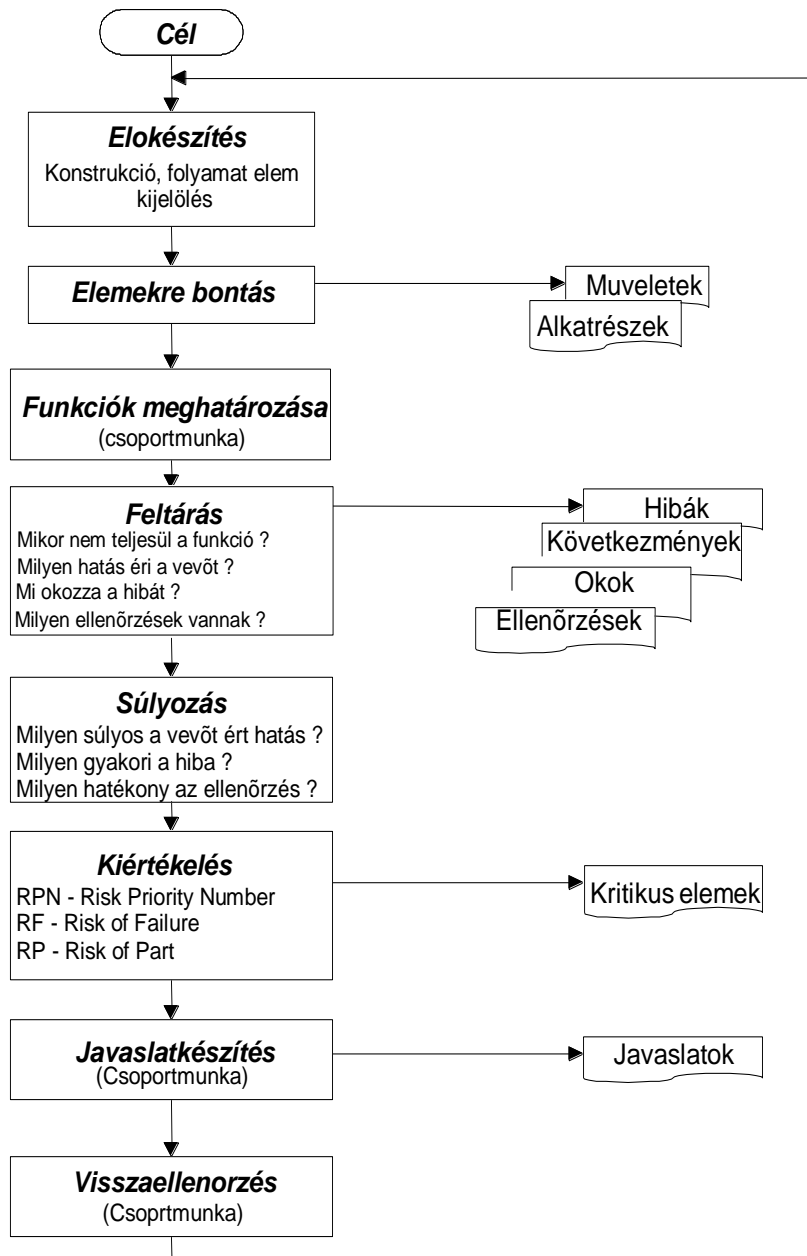 Cél
Elokészítés
Konstrukció, folyamat elem
kijelölés
Elemekre bontás
Muveletek
Alkatrészek
Funkciók meghatározása
(csoportmunka)
Feltárás
Mikor nem teljesül a funkció ?
Milyen hatás éri a vevõt ?
Mi okozza a hibát ?
Milyen ellenõrzések vannak ?
Hibák
Következmények
Okok
Ellenõrzések
Súlyozás
Milyen súlyos a vevõt ért hatás ?
Milyen gyakori a hiba ?
Milyen hatékony az ellenõrzés ?
Kiértékelés
RPN - Risk Priority Number
RF - Risk of Failure
RP - Risk of Part
Kritikus elemek
Javaslatkészítés
(Csoportmunka)
Javaslatok
Visszaellenorzés
(Csoprtmunka)